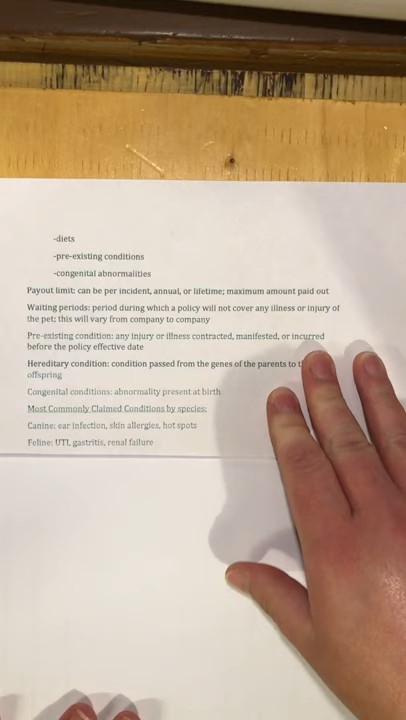 -diets
-pre-existing conditions
-congenital abnormalities
Payout limit: can be per incident, annual, or lifetime; maximum amount paid out
Waiting periods: period during which a policy will not cover any illness or injury of
the pet; this will vary from company to company
Pre-existing condition: any injury or illness contracted, manifested, or incurred
before the policy effective date
Hereditary condition: condition passed from the genes of the parents to
offspring
Congenital conditions: abnormality present at birth
Most Commonly Claimed Conditions by species:
Canine: ear infection, skin allergies, hot spots
Feline: UTI, gastritis, renal failure